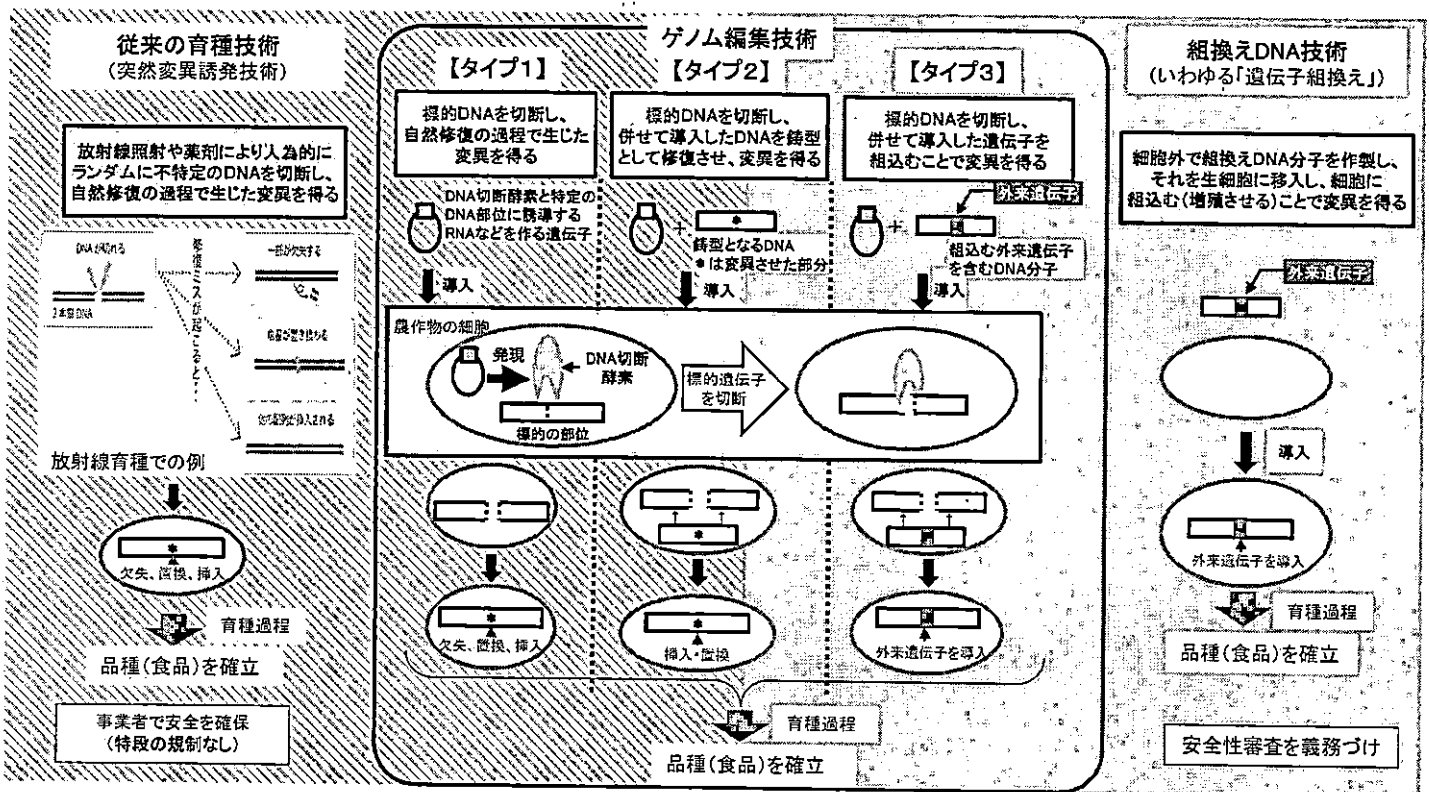 従来の育種技術
(突然変異誘発技術)
放射線照射や薬剤により人為的に
ランダムに不特定のDNAを切断し、
自然修復の過程で生じた変異を得る
DNAが切れる
2本鎖DNA
修復ミスが起こると・・・
一部が欠失する
塩基が置き換わる
放射線育種での例
欠失、置換、挿入
育種過程
品種(食品)を確立
事業者で安全を確保
(特段の規制なし)
ゲノム編集技術
【タイプ1】
標的DNAを切断し、
自然修復の過程で生じた
変異を得る
DNA切断酵素と特定の
DNA部位に誘導する
RNAなどを作る遺伝子
導入
【タイプ2】
標的DNAを切断し、
併せて導入したDNAを鋳型
として修復させ、変異を得る
+
*
鋳型となるDNA
*は変異させた部分
導入
【タイプ3】
標的DNAを切断し、
併せて導入した遺伝子を
組込むことで変異を得る
外来遺伝子
+
組込む外来遺伝子
を含むDNA分子
導入
農作物の細胞
発現
DNA切断
酵素
標的の部位
標的遺伝子
を切断
欠失、置換、挿入
挿入・置換
外来遺伝子を導入
育種過程
品種(食品)を確立
組換えDNA技術
(いわゆる「遺伝子組換え」)
細胞外で組換えDNA分子を作製し、
それを生細胞に移入し、細胞に
組込む(増殖させる)ことで変異を得る
外来遺伝子
導入
外来遺伝子を導入
育種過程
品種(食品)を確立
安全性審査を義務づけ